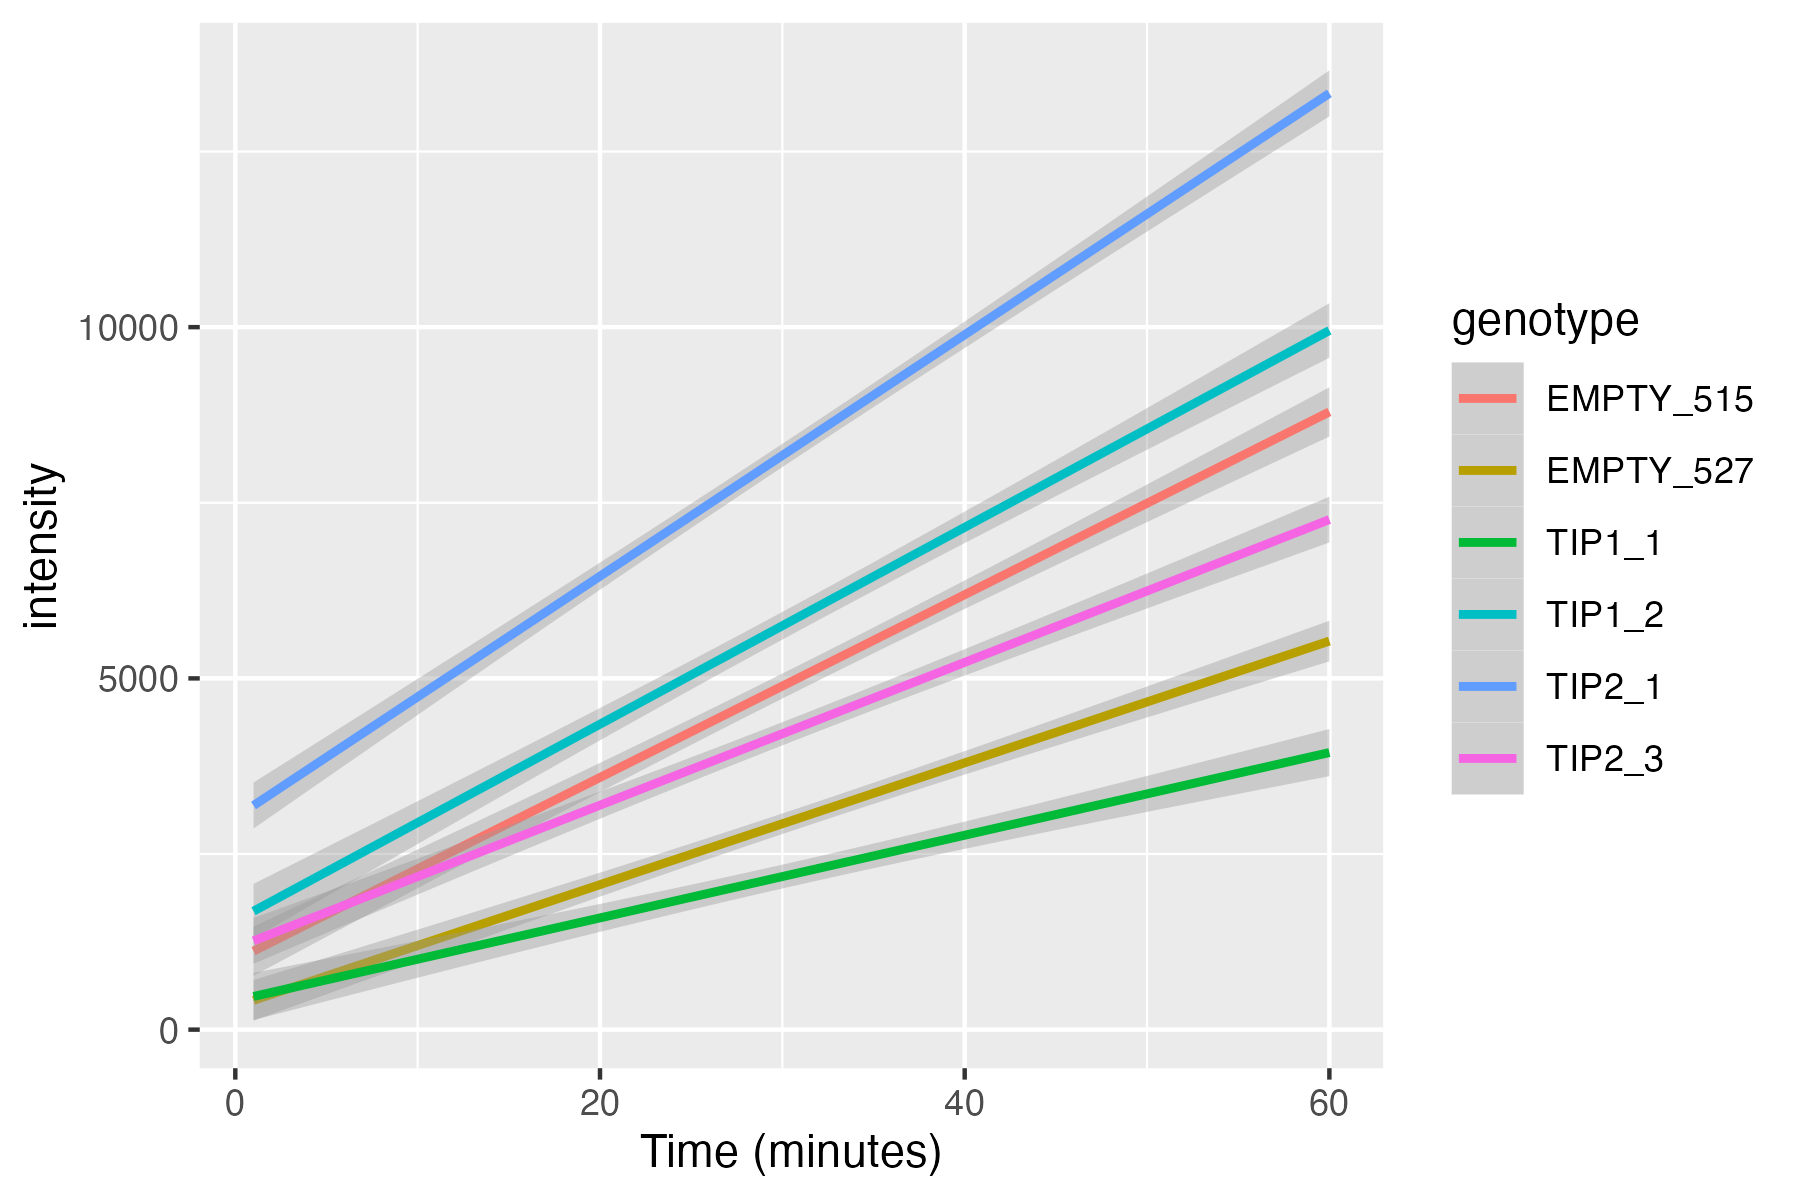 intensity
10000
5000
0
0 20 40 60
Time (minutes)
genotype
EMPTY_515
EMPTY_527
TIP1_1
TIP1_2
TIP2_1
TIP2_3